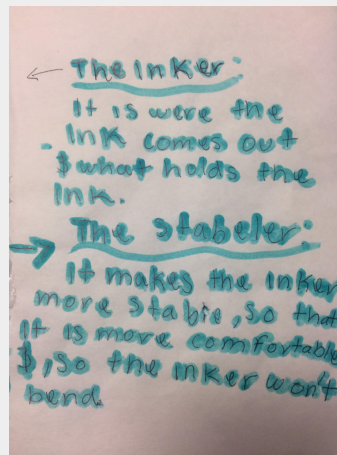 The Inker:
It is were the
Ink comes out
$ what holds the
Ink.
The stabeler:
It makes the inker
more stable, so that
It is more comfortable
$, so the inker won't
bend.